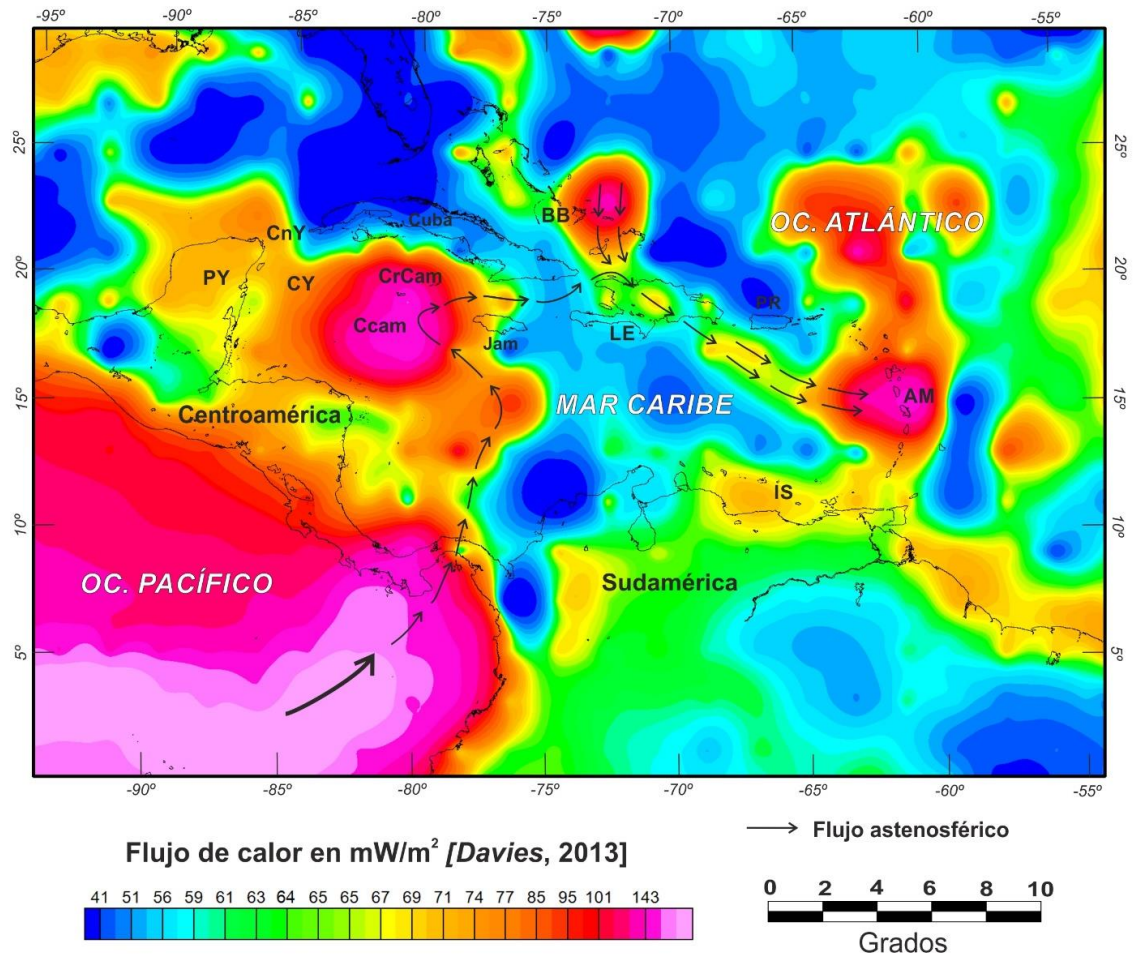 -95º -90º -85º -80º -75º -70º -65º -60º -55º
25º 25º
OC. ATLÁNTICO
BB
Cuba
CnY
20º 20º
PY CY CrCam
PR
Ccam
LE
Jam
15º 15º
AM
MAR CARIBE
Centroamérica
IS
10º 10º
OC. PACÍFICO
Sudamérica
5º 5º
-90º -85º -80º -75º -70º -65º -60º -55º
Flujo astenosférico
Flujo de calor en mW/m² [Davies, 2013]
41 51 56 59 61 63 64 65 65 67 69 71 74 77 85 95 101 143
0 2 4 6 8 10
Grados